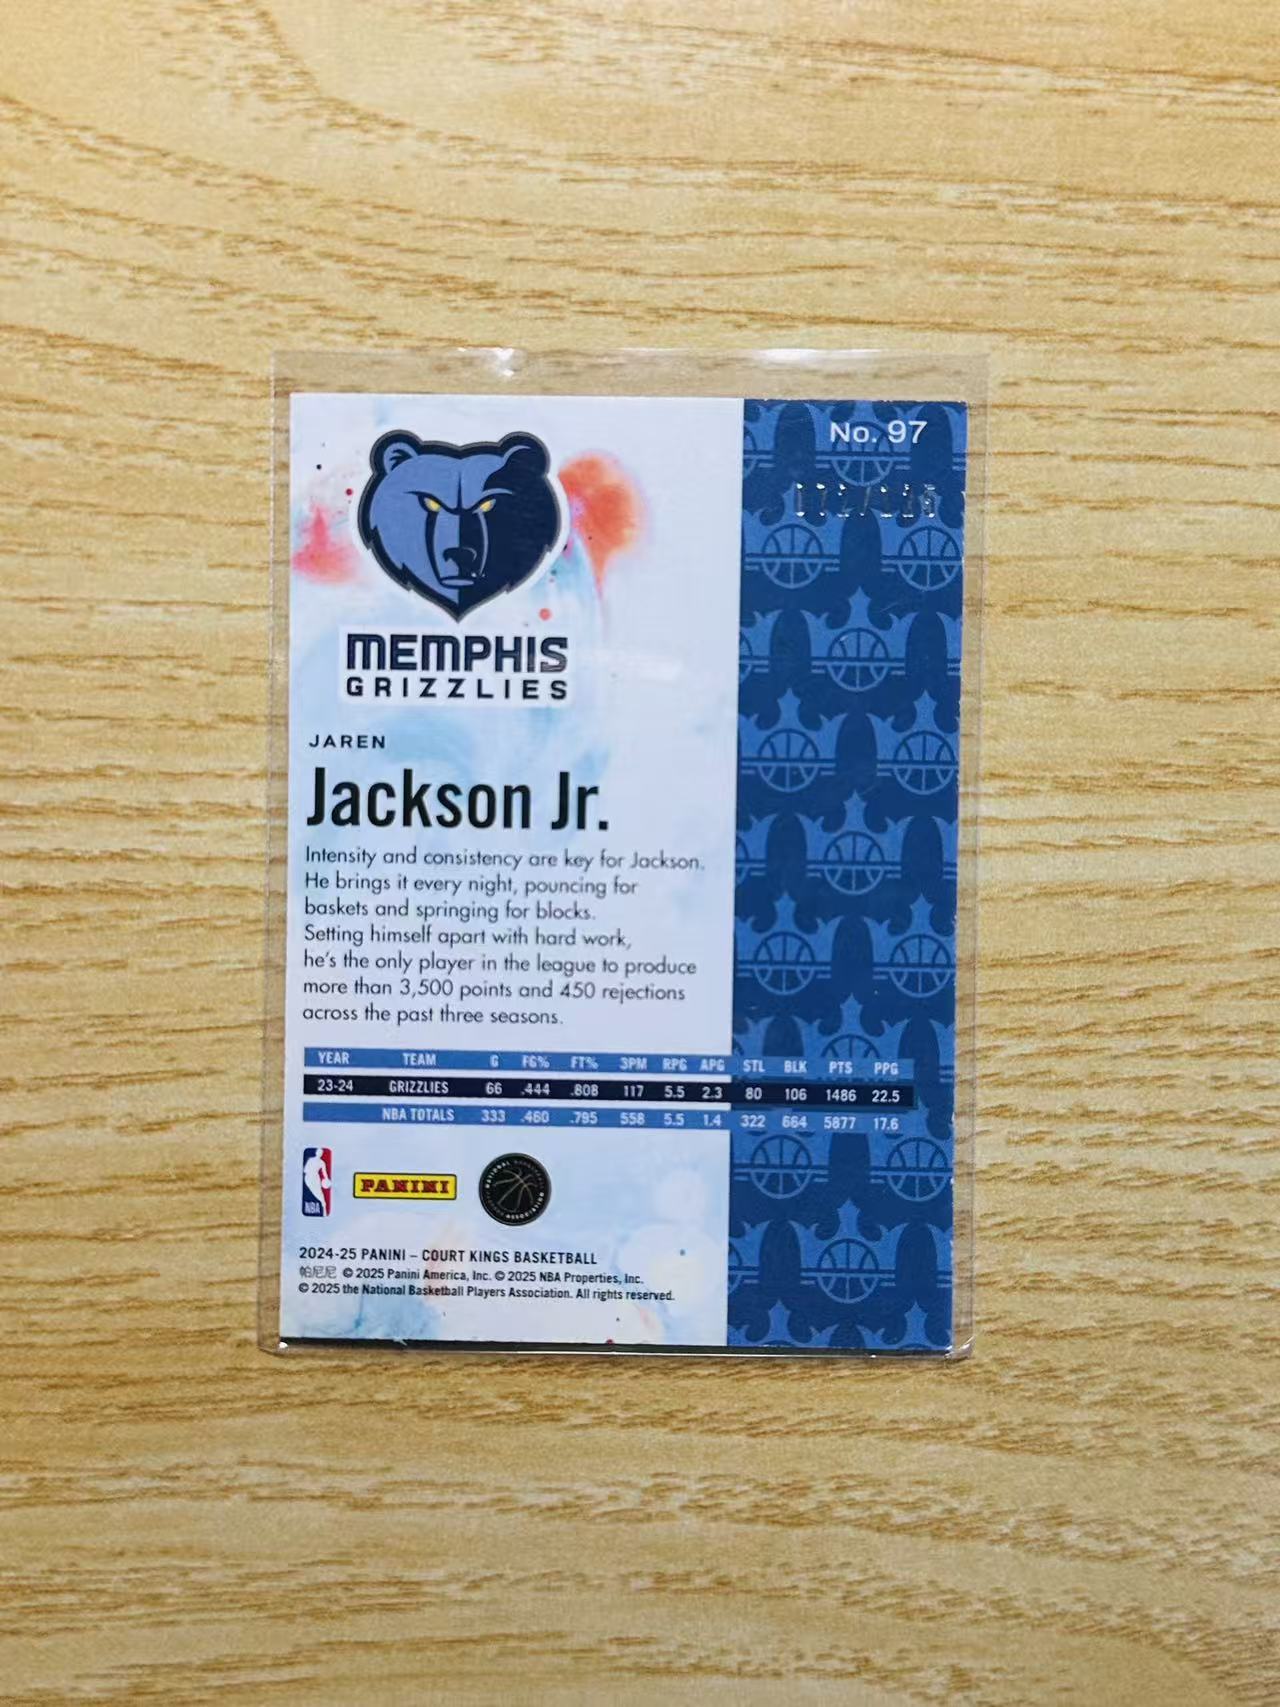 No. 97
MEMPHIS
GRIZZLIES
JAREN
Jackson Jr.
Intensity and consistency are key for Jackson.
He brings it every night, pouncing for
baskets and springing for blocks.
Setting himself apart with hard work,
he's the only player in the league to produce
more than 3,500 points and 450 rejections
across the past three seasons.
YEAR TEAM G FG% FT% 3PM RPG APG STL BLK PTS PPG
23-24 GRIZZLIES 66 .444 .808 117 5.5 2.3 80 106 1486 22.5
NBA TOTALS 333 .460 .795 558 5.5 1.4 322 664 5877 17.6
NBA
PANINI
NATIONAL BASKETBALL ASSOCIATION
2024-25 PANINI – COURT KINGS BASKETBALL
帕尼尼 © 2025 Panini America, Inc. © 2025 NBA Properties, Inc.
© 2025 the National Basketball Players Association. All rights reserved.